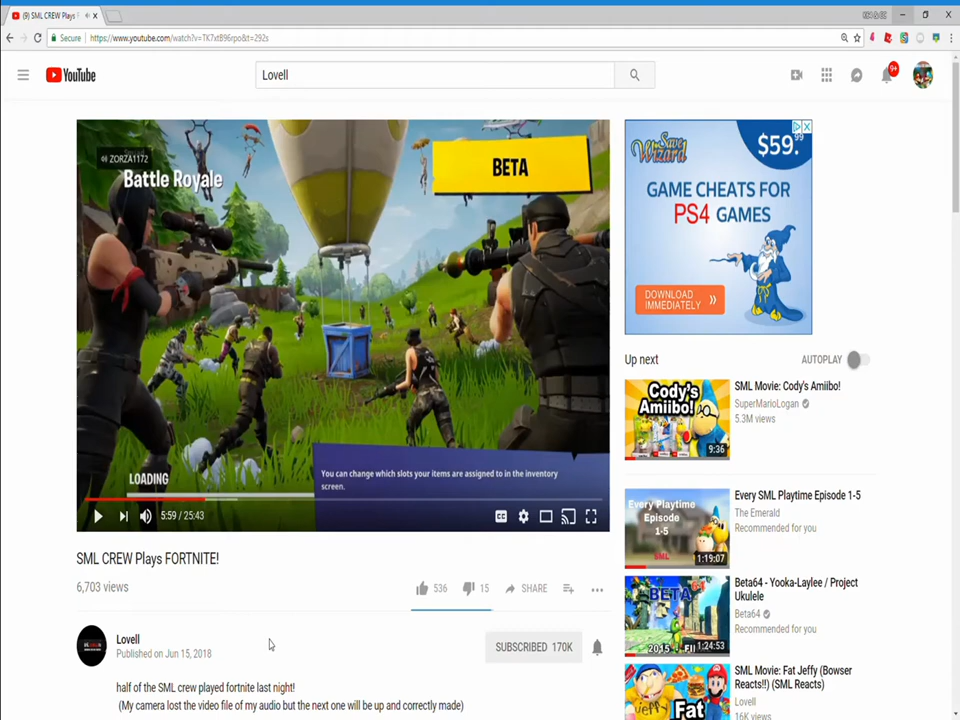 (9) SML CREW Plays F
Secure
https://www.youtube.com/watch?v=TK7xtB96rpo&t=292s
YouTube
Lovell
9+
ZORZA1172
Battle Royale
BETA
LOADING
You can change which slots your items are assigned to in the inventory
screen.
5:59 / 25:43
CC
SML CREW Plays FORTNITE!
6,703 views
536
15
SHARE
Lovell
Published on Jun 15, 2018
SUBSCRIBED 170K
half of the SML crew played fortnite last night!
(My camera lost the video file of my audio but the next one will be up and correctly made)
Save
Wizard
$59.99
GAME CHEATS FOR
PS4 GAMES
DOWNLOAD
IMMEDIATELY
Up next
AUTOPLAY
Cody's
Amiibo!
9:36
SML Movie: Cody's Amiibo!
SuperMarioLogan
5.3M views
Every Playtime
Episode
1-5
SML
1:19:07
Every SML Playtime Episode 1-5
The Emerald
Recommended for you
BETA
1:24:53
Beta64 - Yooka-Laylee / Project
Ukulele
Beta64
Recommended for you
Jeffy
Fat
SML Movie: Fat Jeffy (Bowser
Reacts!!) (SML Reacts)
Lovell
16K views